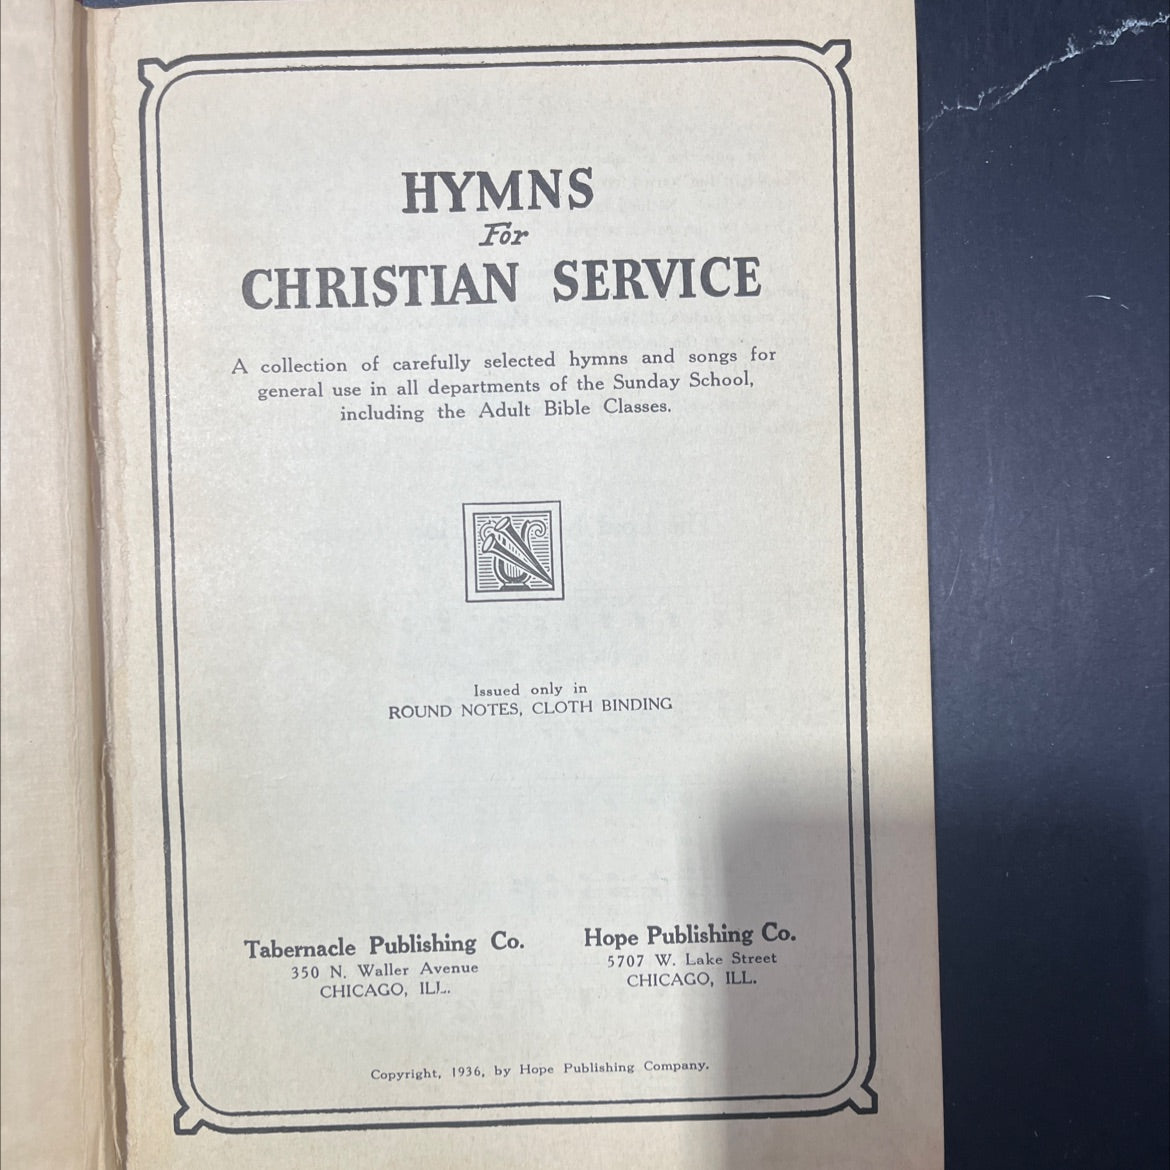 HYMNS
For
CHRISTIAN SERVICE
A collection of carefully selected hymns and songs for
general use in all departments of the Sunday School,
including the Adult Bible Classes.
Issued only in
ROUND NOTES, CLOTH BINDING
Tabernacle Publishing Co.
350 N. Waller Avenue
CHICAGO, ILL.
Hope Publishing Co.
5707 W. Lake Street
CHICAGO, ILL.
Copyright, 1936, by Hope Publishing Company.